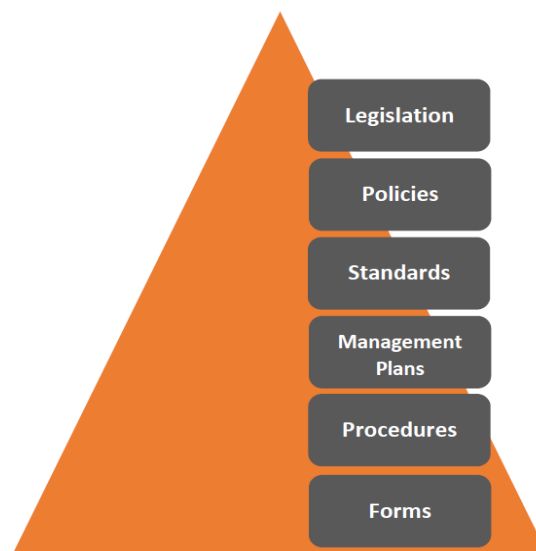 Legislation
Policies
Standards
Management
Plans
Procedures
Forms